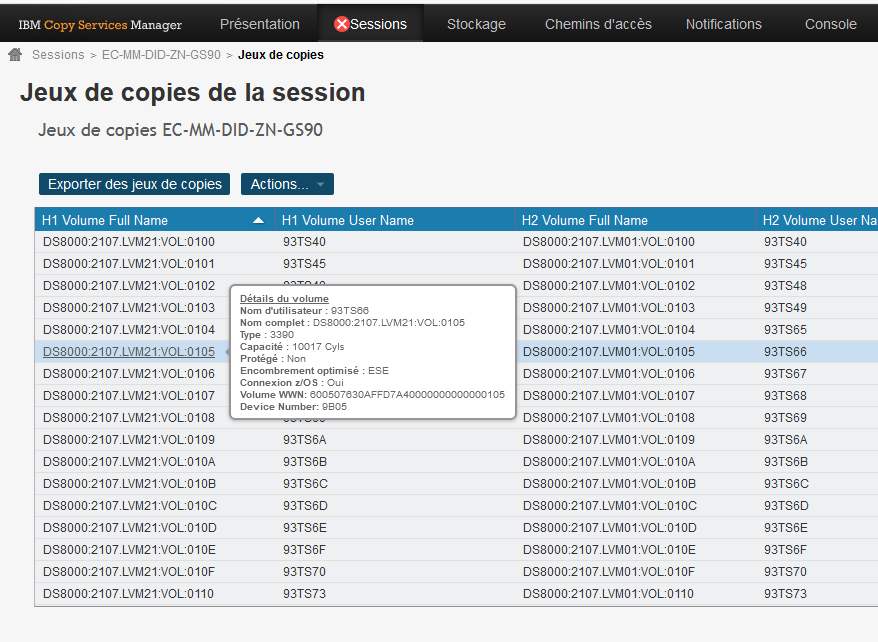 IBM Copy Services Manager Présentation Sessions Stockage Chemins d'accès Notifications Console
Sessions > EC-MM-DID-ZN-GS90 > Jeux de copies
Jeux de copies de la session
Jeux de copies EC-MM-DID-ZN-GS90
Exporter des jeux de copies Actions...
H1 Volume Full Name H1 Volume User Name H2 Volume Full Name H2 Volume User Na
DS8000:2107.LVM21:VOL:0100 93TS40 DS8000:2107.LVM01:VOL:0100 93TS40
DS8000:2107.LVM21:VOL:0101 93TS45 DS8000:2107.LVM01:VOL:0101 93TS45
DS8000:2107.LVM21:VOL:0102 DS8000:2107.LVM01:VOL:0102 93TS48
DS8000:2107.LVM21:VOL:0103 DS8000:2107.LVM01:VOL:0103 93TS49
DS8000:2107.LVM21:VOL:0104 DS8000:2107.LVM01:VOL:0104 93TS65
DS8000:2107.LVM21:VOL:0105 DS8000:2107.LVM01:VOL:0105 93TS66
DS8000:2107.LVM21:VOL:0106 DS8000:2107.LVM01:VOL:0106 93TS67
DS8000:2107.LVM21:VOL:0107 DS8000:2107.LVM01:VOL:0107 93TS68
DS8000:2107.LVM21:VOL:0108 DS8000:2107.LVM01:VOL:0108 93TS69
Détails du volume
Nom d'utilisateur : 93TS66
Nom complet : DS8000:2107.LVM21:VOL:0105
Type : 3390
Capacité : 10017 Cyls
Protégé : Non
Encombrement optimisé : ESE
Connexion z/OS : Oui
Volume WWN: 600507630AFFD7A40000000000000105
Device Number: 9B05
DS8000:2107.LVM21:VOL:0109 93TS6A DS8000:2107.LVM01:VOL:0109 93TS6A
DS8000:2107.LVM21:VOL:010A 93TS6B DS8000:2107.LVM01:VOL:010A 93TS6B
DS8000:2107.LVM21:VOL:010B 93TS6C DS8000:2107.LVM01:VOL:010B 93TS6C
DS8000:2107.LVM21:VOL:010C 93TS6D DS8000:2107.LVM01:VOL:010C 93TS6D
DS8000:2107.LVM21:VOL:010D 93TS6E DS8000:2107.LVM01:VOL:010D 93TS6E
DS8000:2107.LVM21:VOL:010E 93TS6F DS8000:2107.LVM01:VOL:010E 93TS6F
DS8000:2107.LVM21:VOL:010F 93TS70 DS8000:2107.LVM01:VOL:010F 93TS70
DS8000:2107.LVM21:VOL:0110 93TS73 DS8000:2107.LVM01:VOL:0110 93TS73